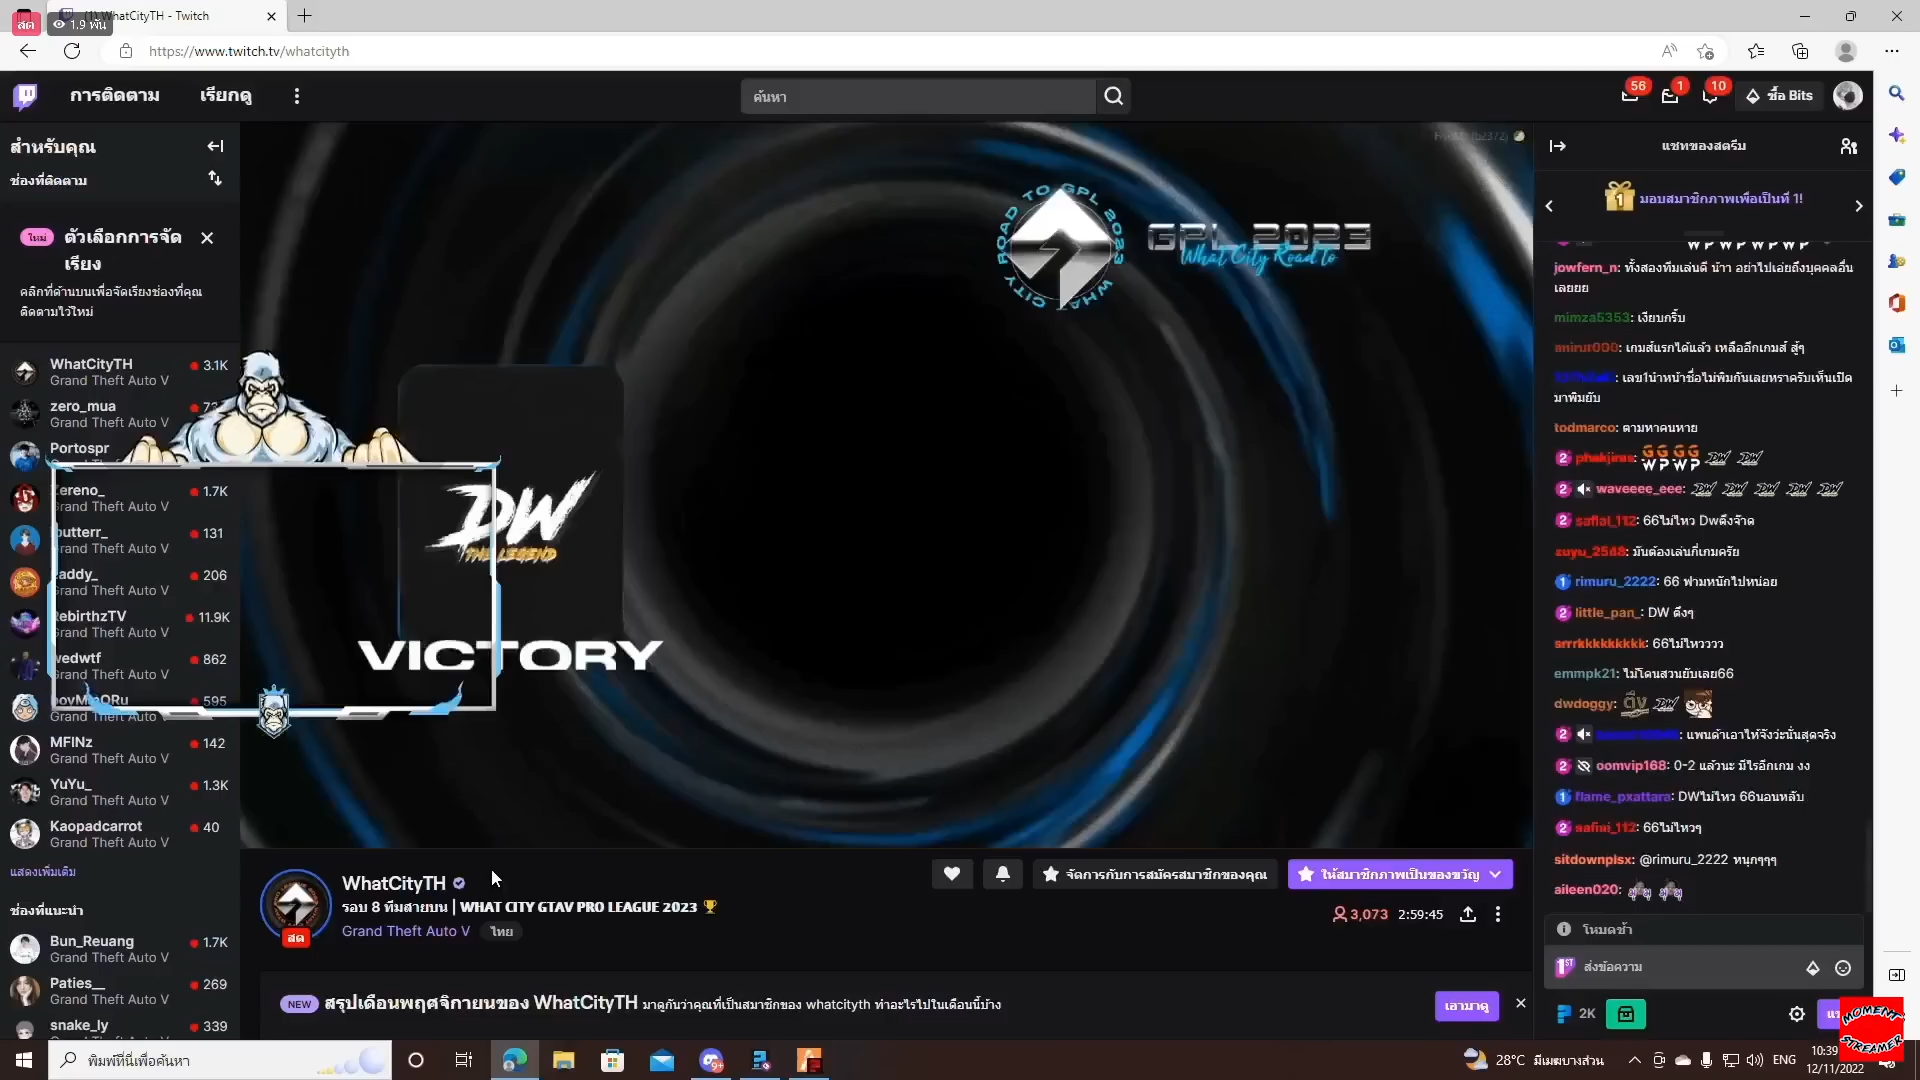 สด 1.9 พัน
(1) WhatCityTH - Twitch
https://www.twitch.tv/whatcityth
การติดตาม เรียกดู
ค้นหา
56 1 10
ซื้อ Bits
สำหรับคุณ
ช่องที่ติดตาม
ใหม่ ตัวเลือกการจัด
เรียง
คลิกที่ด้านบนเพื่อจัดเรียงช่องที่คุณ
ติดตามไว้ใหม่
WhatCityTH 3.1K
Grand Theft Auto V
zero_mua
Grand Theft Auto V
Portospr
Zereno_ 1.7K
Grand Theft Auto V
131
Grand Theft Auto V
206
Grand Theft Auto V
RebirthzTV 11.9K
Grand Theft Auto V
862
Grand Theft Auto V
595
Grand Theft Auto V
MFINz 142
Grand Theft Auto V
YuYu_ 1.3K
Grand Theft Auto V
Kaopadcarrot 40
Grand Theft Auto V
แสดงเพิ่มเติม
ช่องที่แนะนำ
Bun_Reuang 1.7K
Grand Theft Auto V
Paties__ 269
Grand Theft Auto V
snake_ly 339
Grand Theft Auto V
ROAD TO GPL 2023
WHAT CITY
GPL 2023
What City Road to
DW
THE LEGEND
VICTORY
WhatCityTH
รอบ 8 ทีมสายบน | WHAT CITY GTAV PRO LEAGUE 2023
Grand Theft Auto V ไทย
สด
จัดการกับการสมัครสมาชิกของคุณ
ให้สมาชิกภาพเป็นของขวัญ
3,073 2:59:45
NEW สรุปเดือนพฤศจิกายนของ WhatCityTH มาดูกันว่าคุณที่เป็นสมาชิกของ whatcityth ทำอะไรไปในเดือนนี้บ้าง
เอามาดู
แชทของสตรีม
1 มอบสมาชิกภาพเพื่อเป็นที่ 1!
jowfern_n: ทั้งสองทีมเล่นดี น้าา อย่าไปเอ่ยถึงบุคคลอื่น
เลยยย
mimza5353: เงียบกริ้บ
: เกมส์แรกได้แล้ว เหลืออีกเกมส์ สู้ๆ
: เลข1นำหน้าชื่อไม่พิมกันเลยหราครับเห็นเปิด
มาพิมยับ
todmarco: ตามหาคนหาย
phakjiras: GG WP GG WP DW DW
waveeee_eee: DW DW DW DW DW
: 66ไม่ไหว Dwตึงจ๊าด
zuyu_2548: มันต้องเล่นกี่เกมครัย
rimuru_2222: 66 ฟามหนักไปหน่อย
little_pan_: DW ตึงๆ
: 66ไม่ไหวววว
emmpk21: ไม่โดนสวนยับเลย66
dwdoggy: ตึง DW
: แพนด้าเอาให้จังว่ะนั่นสุดจริง
oomvip168: 0-2 แล้วนะ มีไรอีกเกม งง
flame_pxattara: DWไม่ไหว 66นอนหลับ
: 66ไม่ไหวๆ
sitdownplsx: @rimuru_2222 หนุกๆๆๆ
aileen020:
โหมดช้า
1ST ส่งข้อความ
2K
MOMENT
STREAMER
พิมพ์ที่นี่เพื่อค้นหา
9+
28°C มีเมฆบางส่วน
ENG
10:39
12/11/2022